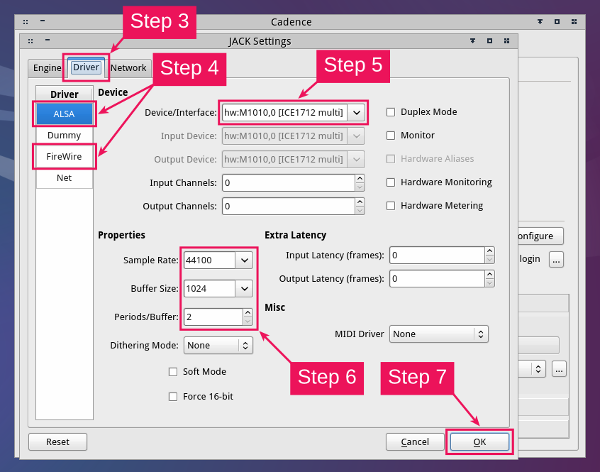 Cadence
Step 3
JACK Settings
Engine
Driver
Network
Step 4
Step 5
Driver
ALSA
Dummy
FireWire
Net
Device
Device/Interface:
hw:M1010,0 [ICE1712 multi]
Duplex Mode
Input Device:
hw:M1010,0 [ICE1712 multi]
Monitor
Output Device:
hw:M1010,0 [ICE1712 multi]
Hardware Aliases
Input Channels:
0
Hardware Monitoring
Output Channels:
0
Hardware Metering
Properties
Extra Latency
Sample Rate:
44100
Input Latency (frames):
0
Buffer Size:
1024
Output Latency (frames):
0
Periods/Buffer:
2
Misc
Dithering Mode:
None
MIDI Driver
None
Soft Mode
Force 16-bit
Step 6
Step 7
Reset
Cancel
OK
onfigure
login
...
...